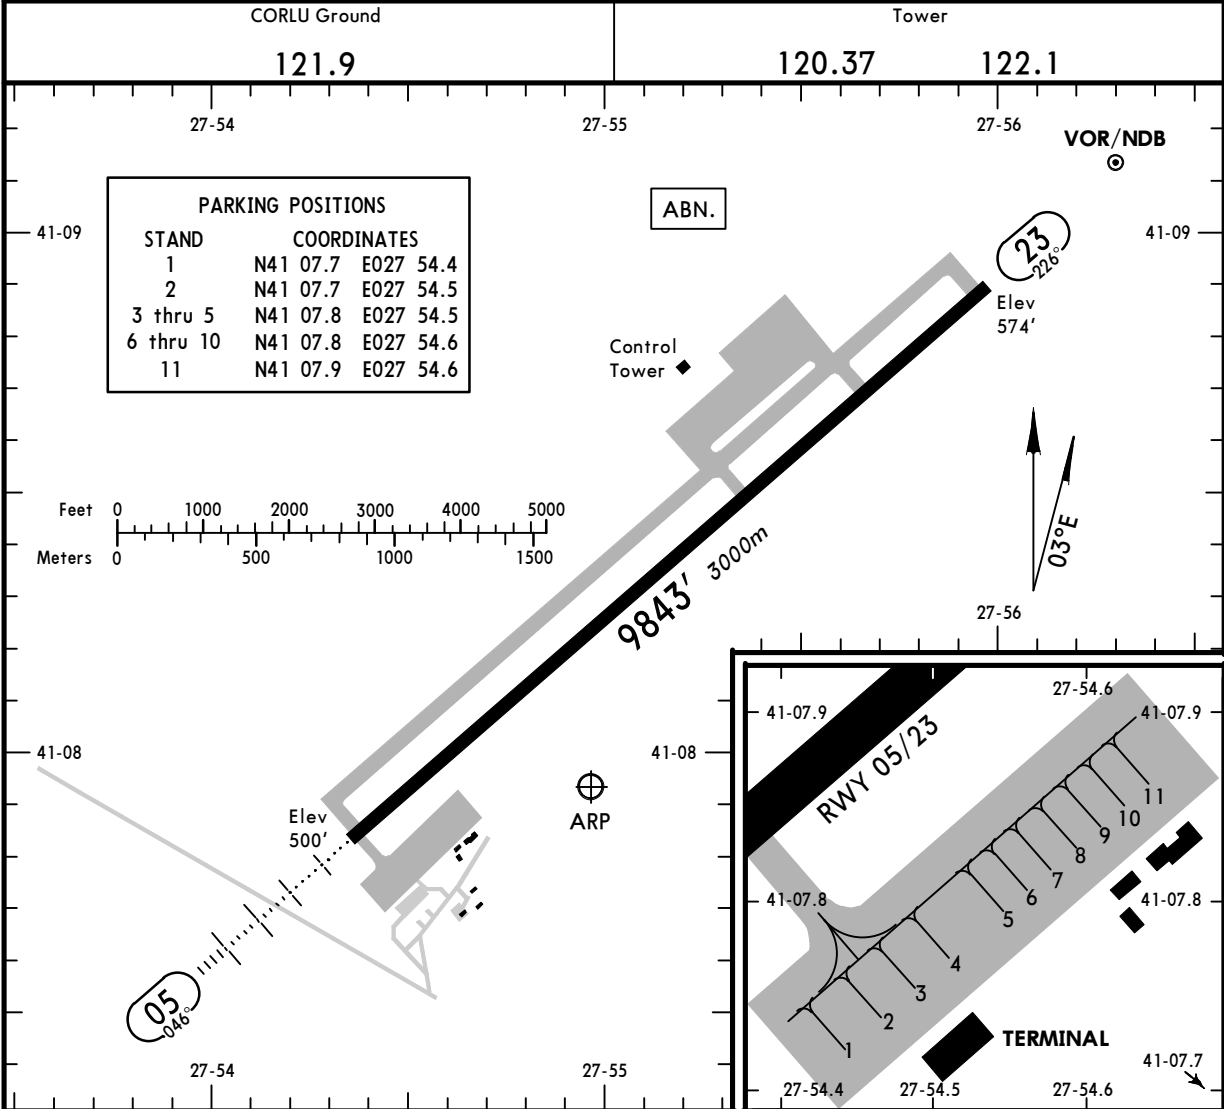 CORLU Ground
121.9
Tower
120.37 122.1
27-54 27-55 27-56
VOR/NDB
PARKING POSITIONS
STAND COORDINATES
1 N41 07.7 E027 54.4
2 N41 07.7 E027 54.5
3 thru 5 N41 07.8 E027 54.5
6 thru 10 N41 07.8 E027 54.6
11 N41 07.9 E027 54.6
ABN.
41-09 41-09
23
226°
Elev
574'
Control
Tower
Feet 0 1000 2000 3000 4000 5000
Meters 0 500 1000 1500
03°E
9843' 3000m
27-56
41-08 41-08
ARP
Elev
500'
05
046°
27-54 27-55
27-54.6
41-07.9 41-07.9
RWY 05/23
11
10
9
8
7
6
5
4
3
2
1
41-07.8 41-07.8
TERMINAL
41-07.7
27-54.4 27-54.5 27-54.6